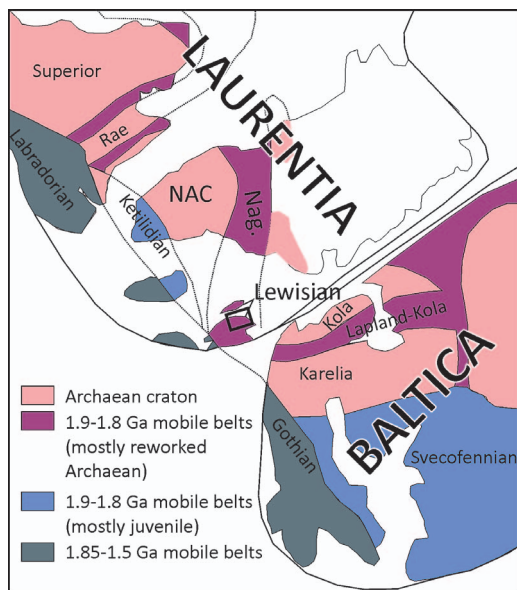 LAURENTIA
Superior
Rae
Labradorian
NAC
Nag.
Ketilidian
Lewisian
Kola
Lapland-Kola
Karelia
BALTICA
Gothian
Svecofennian
Archaean craton
1.9-1.8 Ga mobile belts
(mostly reworked
Archaean)
1.9-1.8 Ga mobile belts
(mostly juvenile)
1.85-1.5 Ga mobile belts